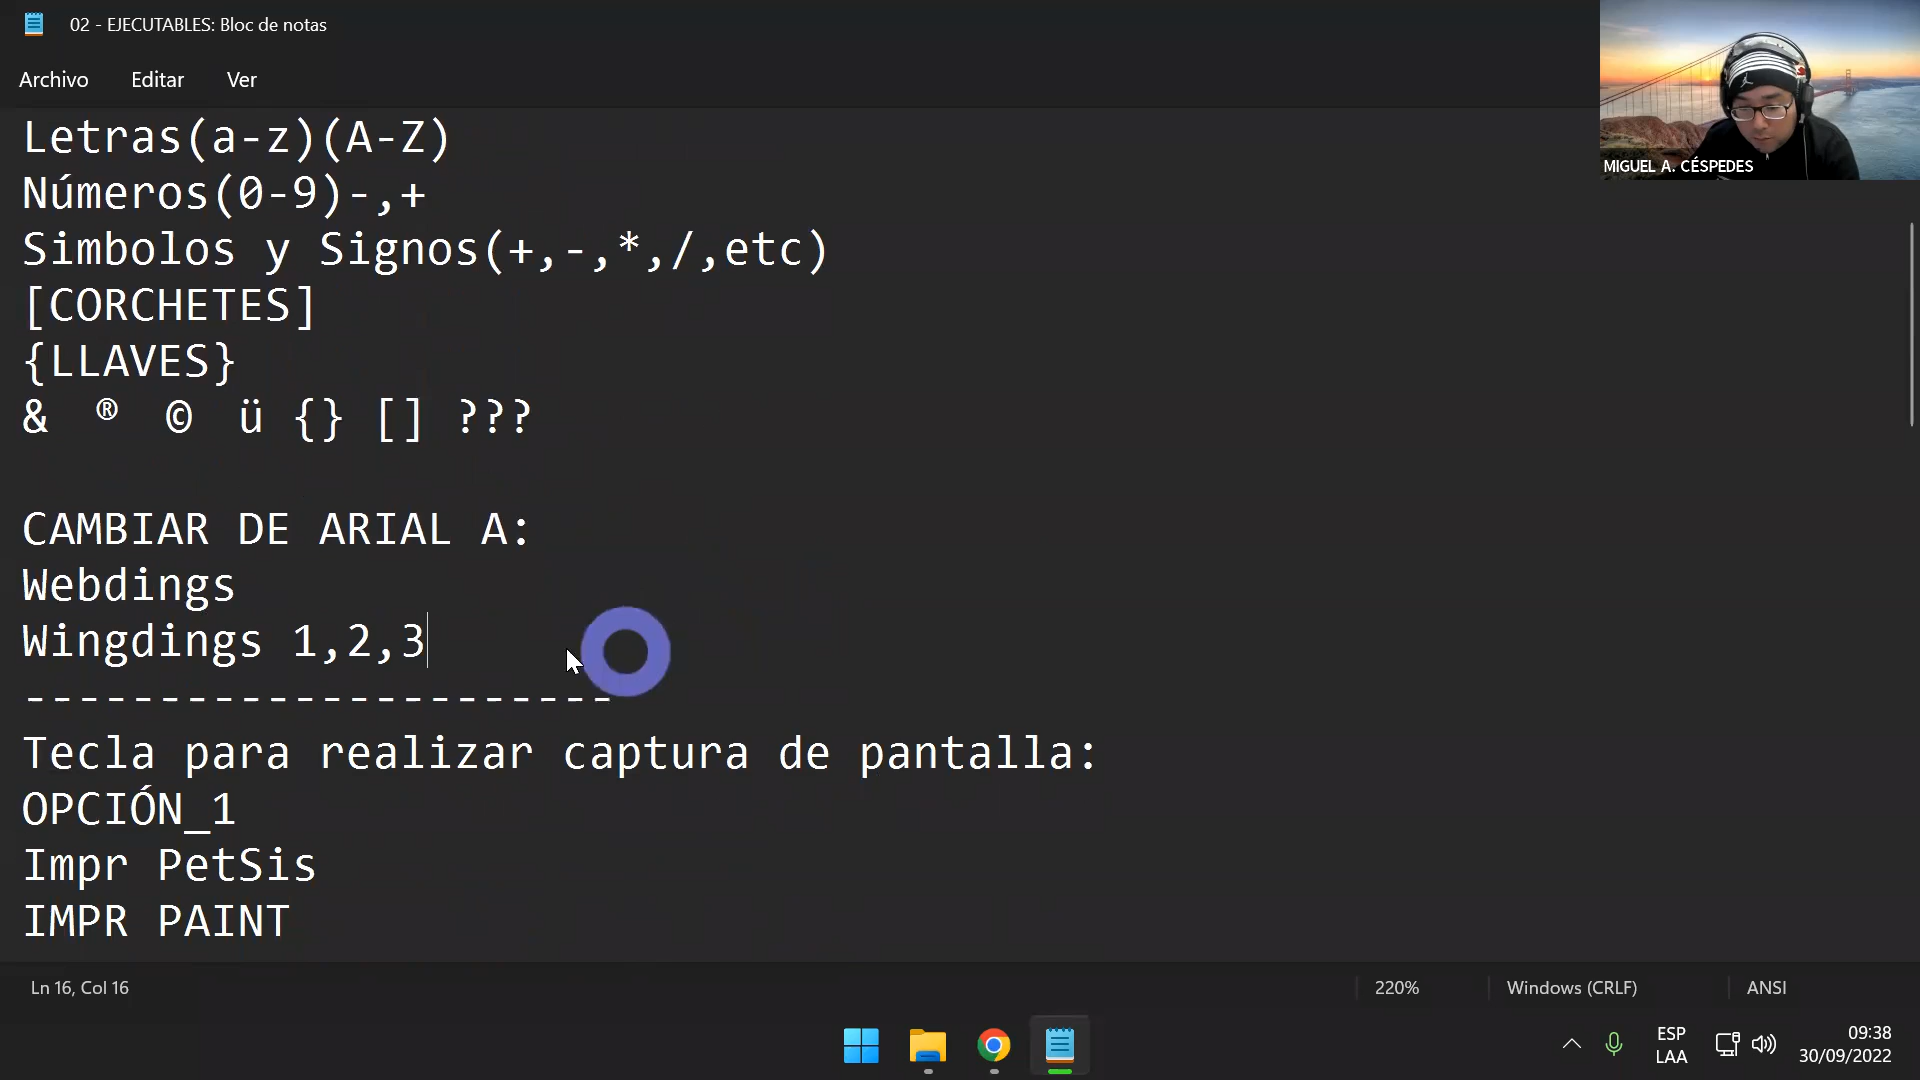 02 - EJECUTABLES: Bloc de notas
Archivo Editar Ver
MIGUEL A. CÉSPEDES
Letras(a-z)(A-Z)
Números(0-9)-,+
Simbolos y Signos(+,-,*,/,etc)
[CORCHETES]
{LLAVES}
& ® © ü {} [] ???
CAMBIAR DE ARIAL A:
Webdings
Wingdings 1,2,3
----------------------
Tecla para realizar captura de pantalla:
OPCIÓN_1
Impr PetSis
IMPR PAINT
Ln 16, Col 16 220% Windows (CRLF) ANSI
ESP
LAA
09:38
30/09/2022